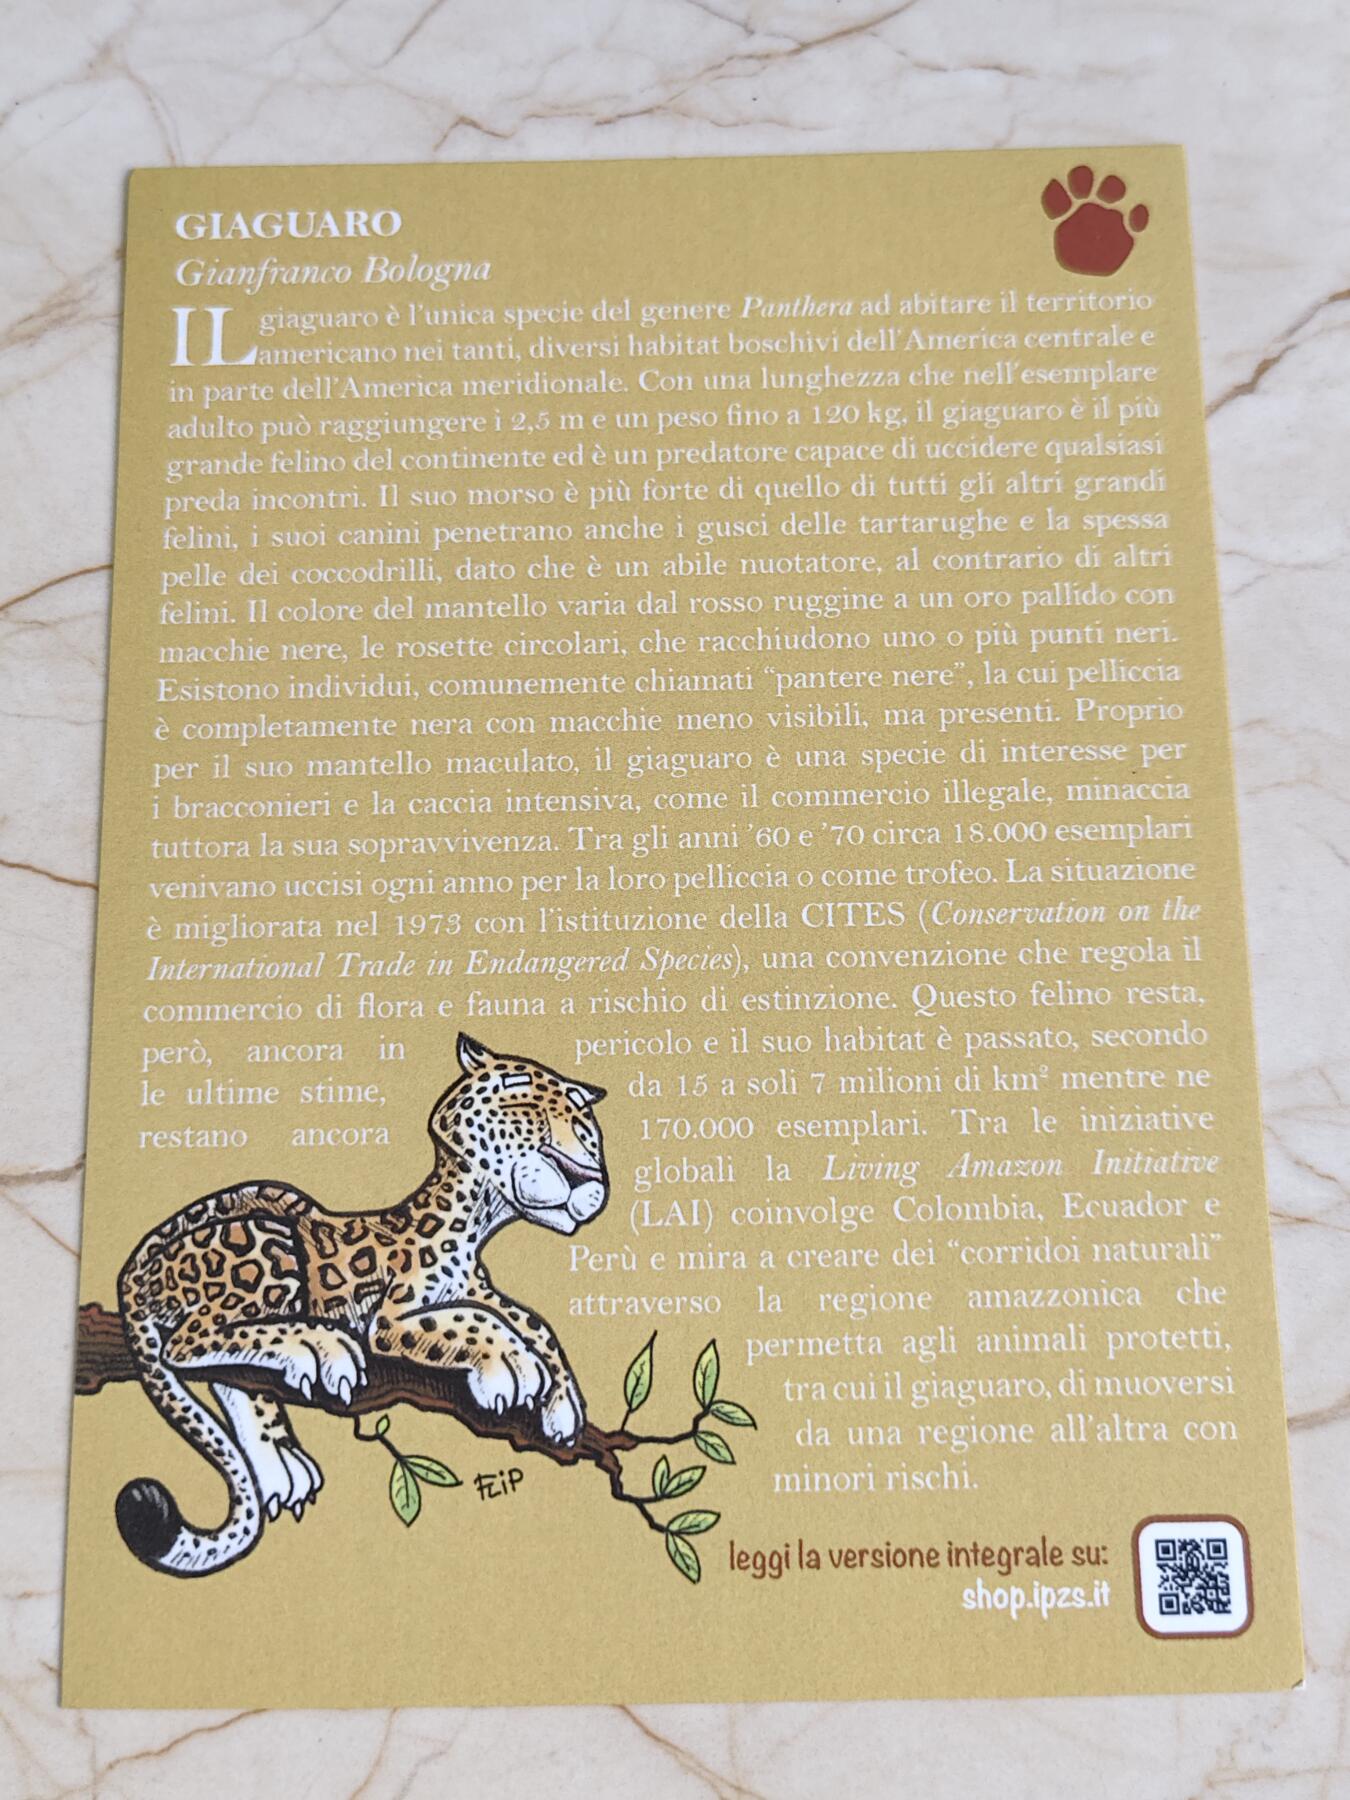 GIAGUARO
Gianfranco Bologna
IL giaguaro è l'unica specie del genere Panthera ad abitare il territorio
americano nei tanti, diversi habitat boschivi dell'America centrale e
in parte dell'America meridionale. Con una lunghezza che nell'esemplare
adulto può raggiungere i 2,5 m e un peso fino a 120 kg, il giaguaro è il più
grande felino del continente ed è un predatore capace di uccidere qualsiasi
preda incontri. Il suo morso è più forte di quello di tutti gli altri grandi
felini, i suoi canini penetrano anche i gusci delle tartarughe e la spessa
pelle dei coccodrilli, dato che è un abile nuotatore, al contrario di altri
felini. Il colore del mantello varia dal rosso ruggine a un oro pallido con
macchie nere, le rosette circolari, che racchiudono uno o più punti neri.
Esistono individui, comunemente chiamati “pantere nere”, la cui pelliccia
è completamente nera con macchie meno visibili, ma presenti. Proprio
per il suo mantello maculato, il giaguaro è una specie di interesse per
i bracconieri e la caccia intensiva, come il commercio illegale, minaccia
tuttora la sua sopravvivenza. Tra gli anni '60 e '70 circa 18.000 esemplari
venivano uccisi ogni anno per la loro pelliccia o come trofeo. La situazione
è migliorata nel 1973 con l'istituzione della CITES (Conservation on the
International Trade in Endangered Species), una convenzione che regola il
commercio di flora e fauna a rischio di estinzione. Questo felino resta,
però, ancora in pericolo e il suo habitat è passato, secondo
le ultime stime, da 15 a soli 7 milioni di km² mentre ne
restano ancora 170.000 esemplari. Tra le iniziative
globali la Living Amazon Initiative
(LAI) coinvolge Colombia, Ecuador e
Perù e mira a creare dei “corridoi naturali”
attraverso la regione amazzonica che
permetta agli animali protetti,
tra cui il giaguaro, di muoversi
da una regione all'altra con
minori rischi.
FLIP
leggi la versione integrale su:
shop.ipzs.it